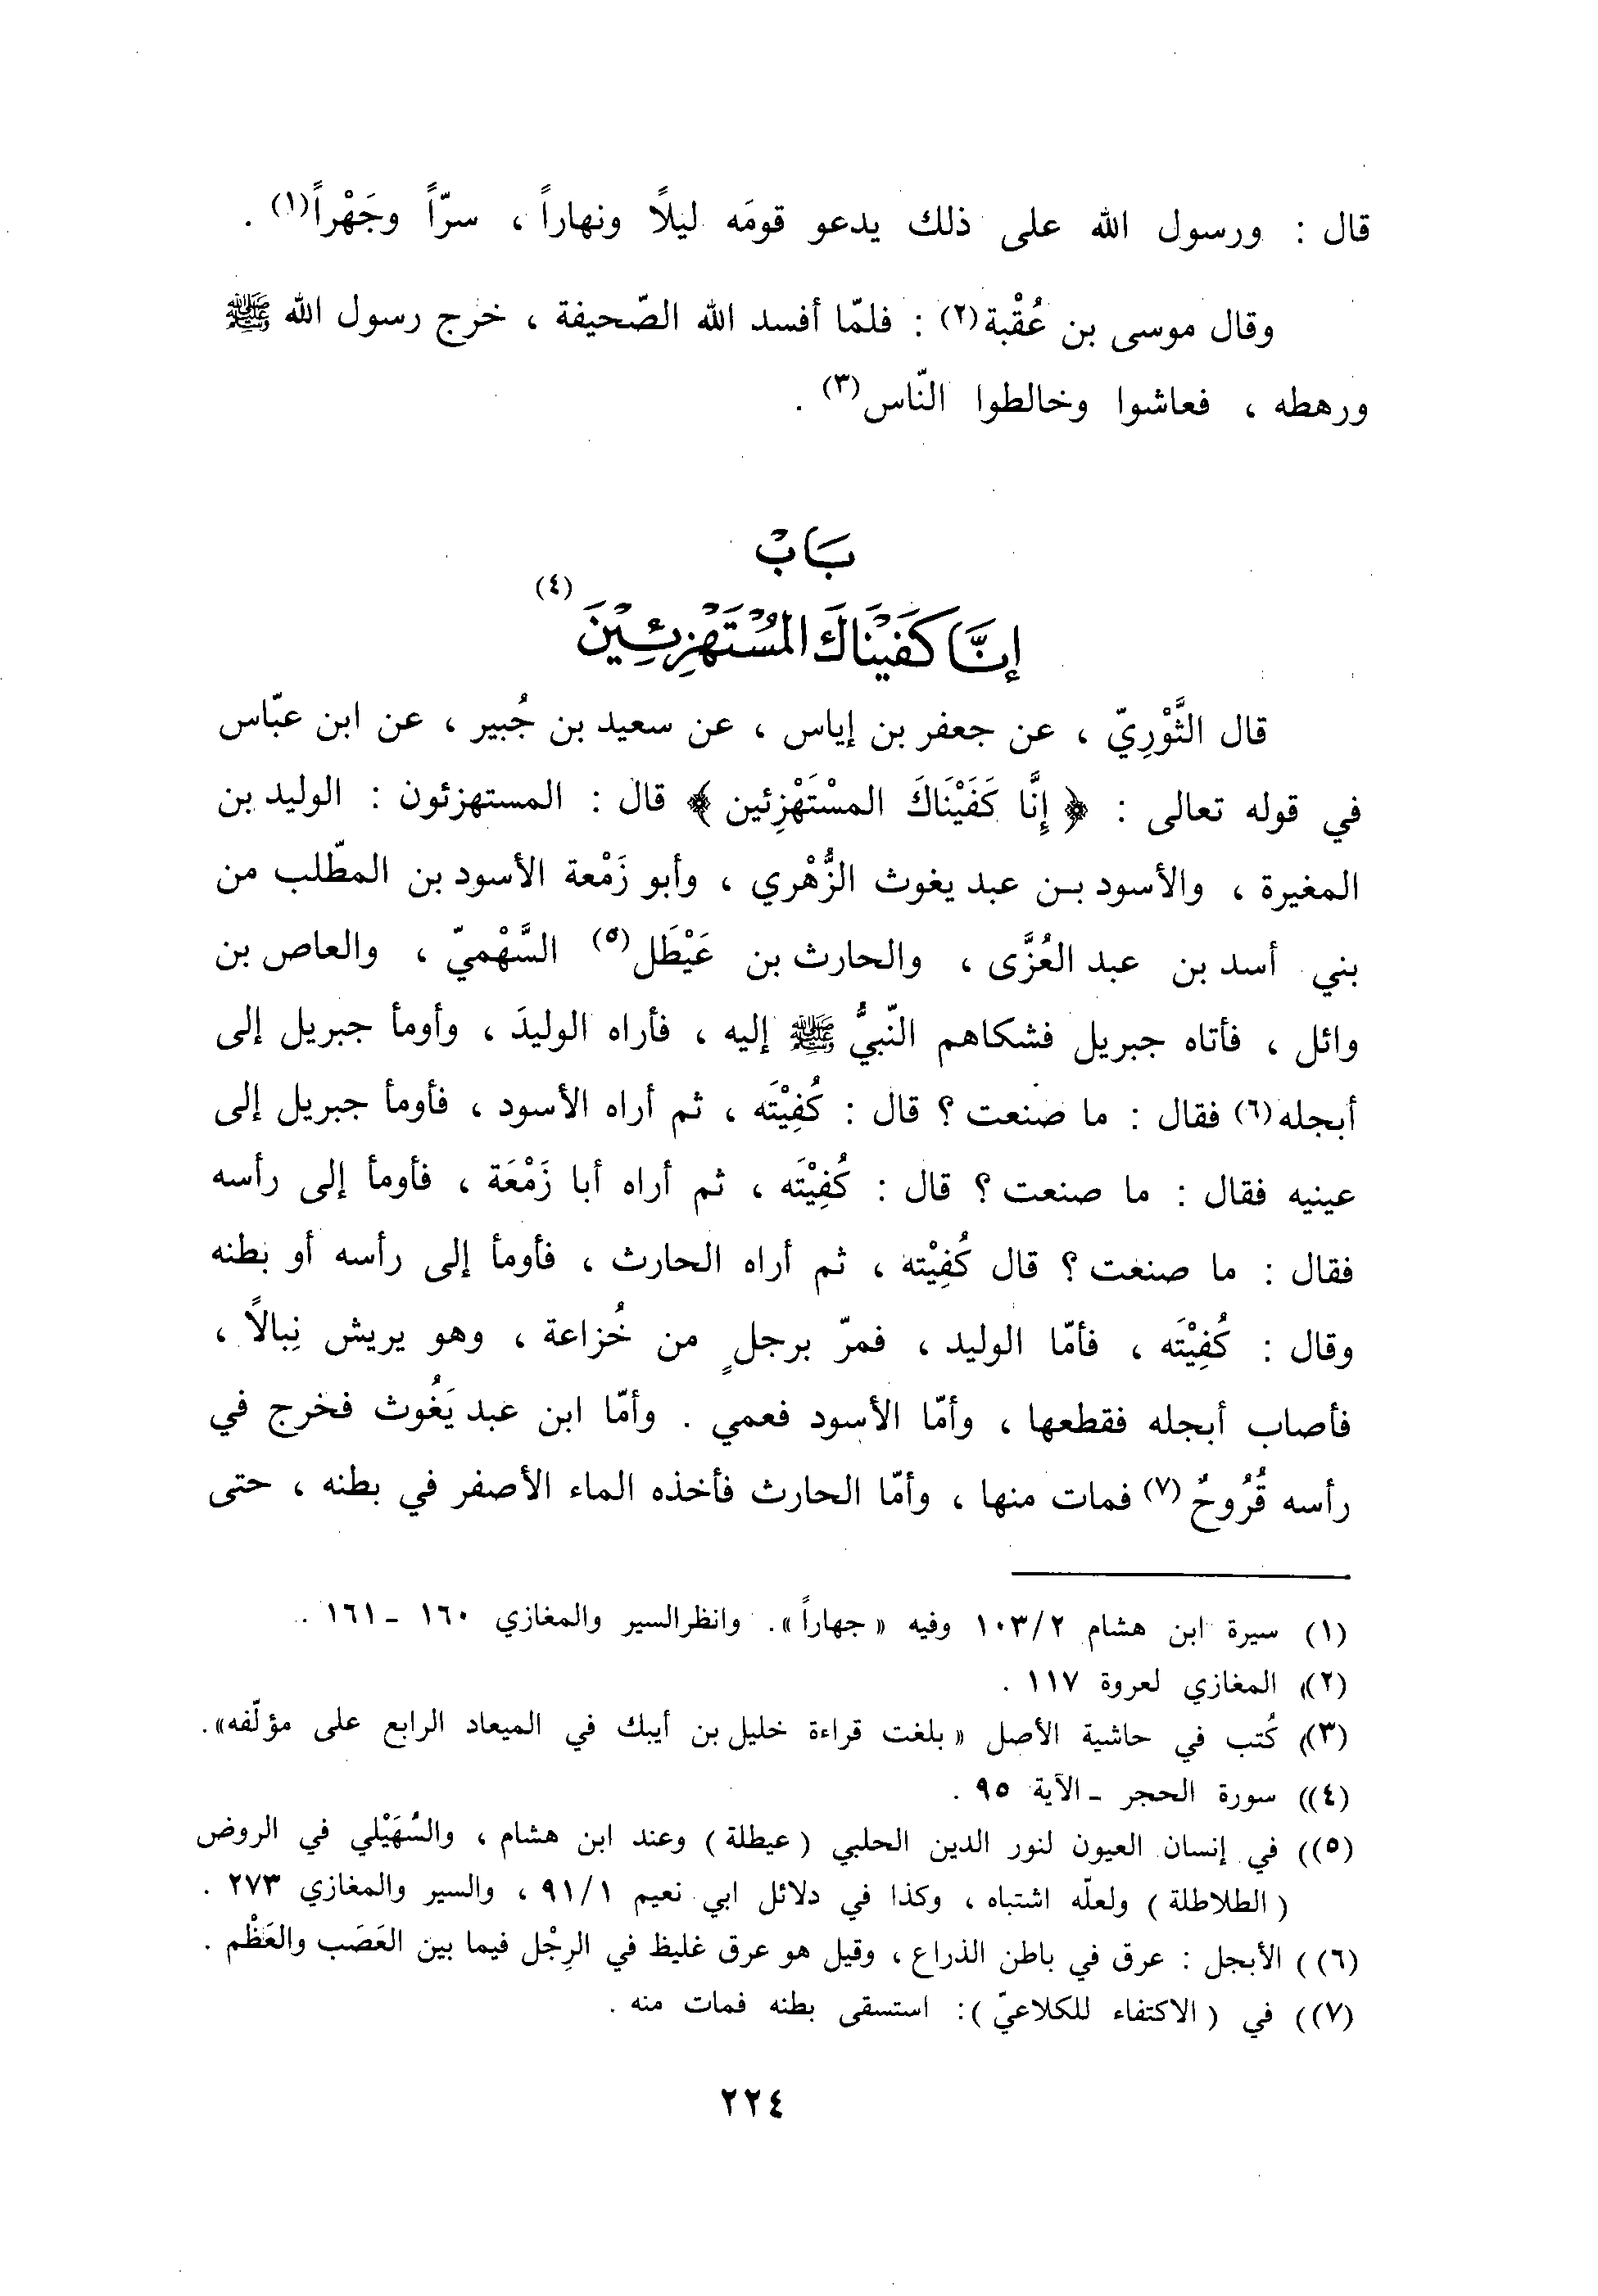 قال : ورسول الله على ذلك يدعو قومَه ليلًا ونهاراً ، سرّاً وجَهْراً(١) .
وقال موسى بن عُقْبة(٢) : فلمّا أفسد الله الصّحيفة ، خرج رسول الله ﷺ
ورهطه ، فعاشوا وخالطوا النّاس(٣) .
بَابْ
إِنَّا كَفَيْنَاكَ المُسْتَهْزِئِينَ (٤)
قال الثَّوْرِيّ ، عن جعفر بن إياس ، عن سعيد بن جُبير ، عن ابن عبّاس
في قوله تعالى : ﴿ إِنَّا كَفَيْنَاكَ المسْتَهْزِئين ﴾ قال : المستهزئون : الوليد بن
المغيرة ، والأسود بـن عبد يغوث الزُّهْري ، وأبو زَمْعة الأسود بن المطّلب من
بني أسد بن عبد العُزَّى ، والحارث بن عَيْطَل(٥) السَّهْميّ ، والعاص بن
وائل ، فأتاه جبريل فشكاهم النّبيُّ ﷺ إليه ، فأراه الوليدَ ، وأومأ جبريل إلى
أبجله(٦) فقال : ما صنعت ؟ قال : كُفِيْتَه ، ثم أراه الأسود ، فأومأ جبريل إلى
عينيه فقال : ما صنعت ؟ قال : كُفِيْتَه ، ثم أراه أبا زَمْعَة ، فأومأ إلى رأسه
فقال : ما صنعت ؟ قال كُفِيْته ، ثم أراه الحارث ، فأومأ إلى رأسه أو بطنه
وقال : كُفِيْتَه ، فأمّا الوليد ، فمرّ برجلٍ من خُزاعة ، وهو يريش نِبالاً ،
فأصاب أبجله فقطعها ، وأمّا الأسود فعمي . وأمّا ابن عبد يَغُوث فخرج في
رأسه قُرُوحٌ (٧) فمات منها ، وأمّا الحارث فأخذه الماء الأصفر في بطنه ، حتى
(١) سيرة ابن هشام ١٠٣/٢ وفيه « جهاراً ». وانظر السير والمغازي ١٦٠ ـ ١٦١ .
(٢) المغازي لعروة ١١٧ .
(٣) كُتب في حاشية الأصل « بلغت قراءة خليل بن أيبك في الميعاد الرابع على مؤلّفه».
(٤) سورة الحجر ـ الآية ٩٥ .
(٥) في إنسان العيون لنور الدين الحلبي ( عيطلة ) وعند ابن هشام ، والسُّهَيْلي في الروض
( الطلاطلة ) ولعلّه اشتباه ، وكذا في دلائل ابي نعيم ٩١/١ ، والسير والمغازي ٢٧٣ .
(٦) الأبجل : عرق في باطن الذراع ، وقيل هو عرق غليظ في الرِجْل فيما بين العَصَب والعَظْم .
(٧) في ( الاكتفاء للكلاعيّ ): استسقى بطنه فمات منه .
٢٢٤